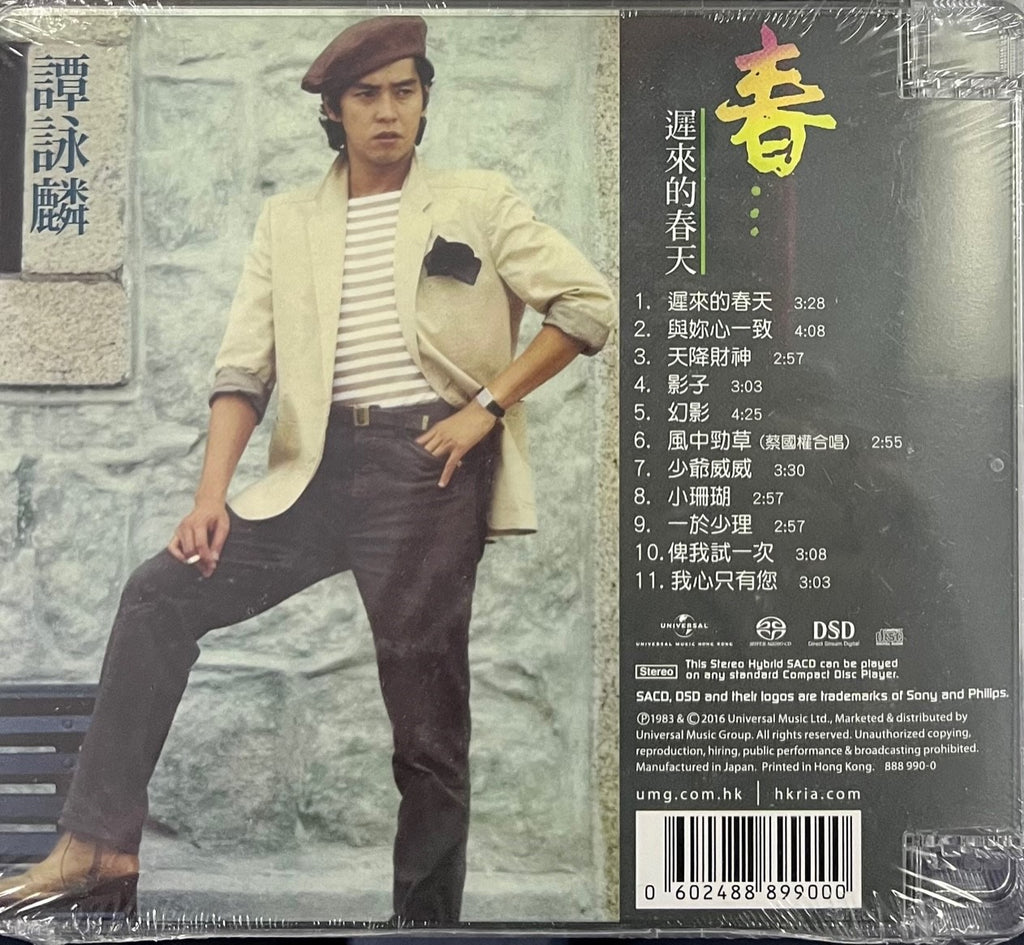 譚詠麟
春...
遲來的春天
1. 遲來的春天 3:28
2. 與妳心一致 4:08
3. 天降財神 2:57
4. 影子 3:03
5. 幻影 4:25
6. 風中勁草 (蔡國權合唱) 2:55
7. 少爺威威 3:30
8. 小珊瑚 2:57
9. 一於少理 2:57
10. 俾我試一次 3:08
11. 我心只有您 3:03
UNIVERSAL
UNIVERSAL MUSIC HONG KONG
SUPER AUDIO CD
DSD
Direct Stream Digital
disc
Stereo
This Stereo Hybrid SACD can be played
on any standard Compact Disc Player.
SACD, DSD and their logos are trademarks of Sony and Philips.
Ⓟ1983 & ©2016 Universal Music Ltd., Marketed & distributed by
Universal Music Group. All rights reserved. Unauthorized copying,
reproduction, hiring, public performance & broadcasting prohibited.
Manufactured in Japan. Printed in Hong Kong. 888 990-0
umg.com.hk | hkria.com
0 602488 899000